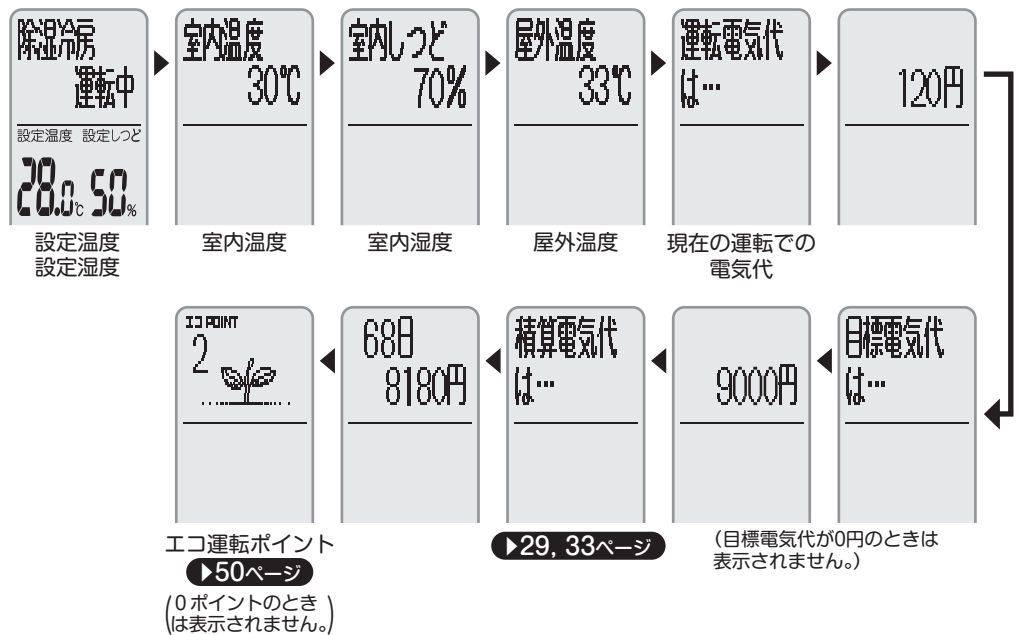 除湿冷房
運転中
設定温度 設定しつど
28.0℃ 50%
設定温度
設定湿度
室内温度
30℃
室内温度
室内しつど
70%
室内湿度
屋外温度
33℃
屋外温度
運転電気代
は…
現在の運転での
電気代
120円
目標電気代
は…
9000円
(目標電気代が0円のときは
表示されません。)
積算電気代
は…
▶29, 33ページ
68日
8180円
エコ POINT
2
エコ運転ポイント
▶50ページ
(0 ポイントのとき
は表示されません。)